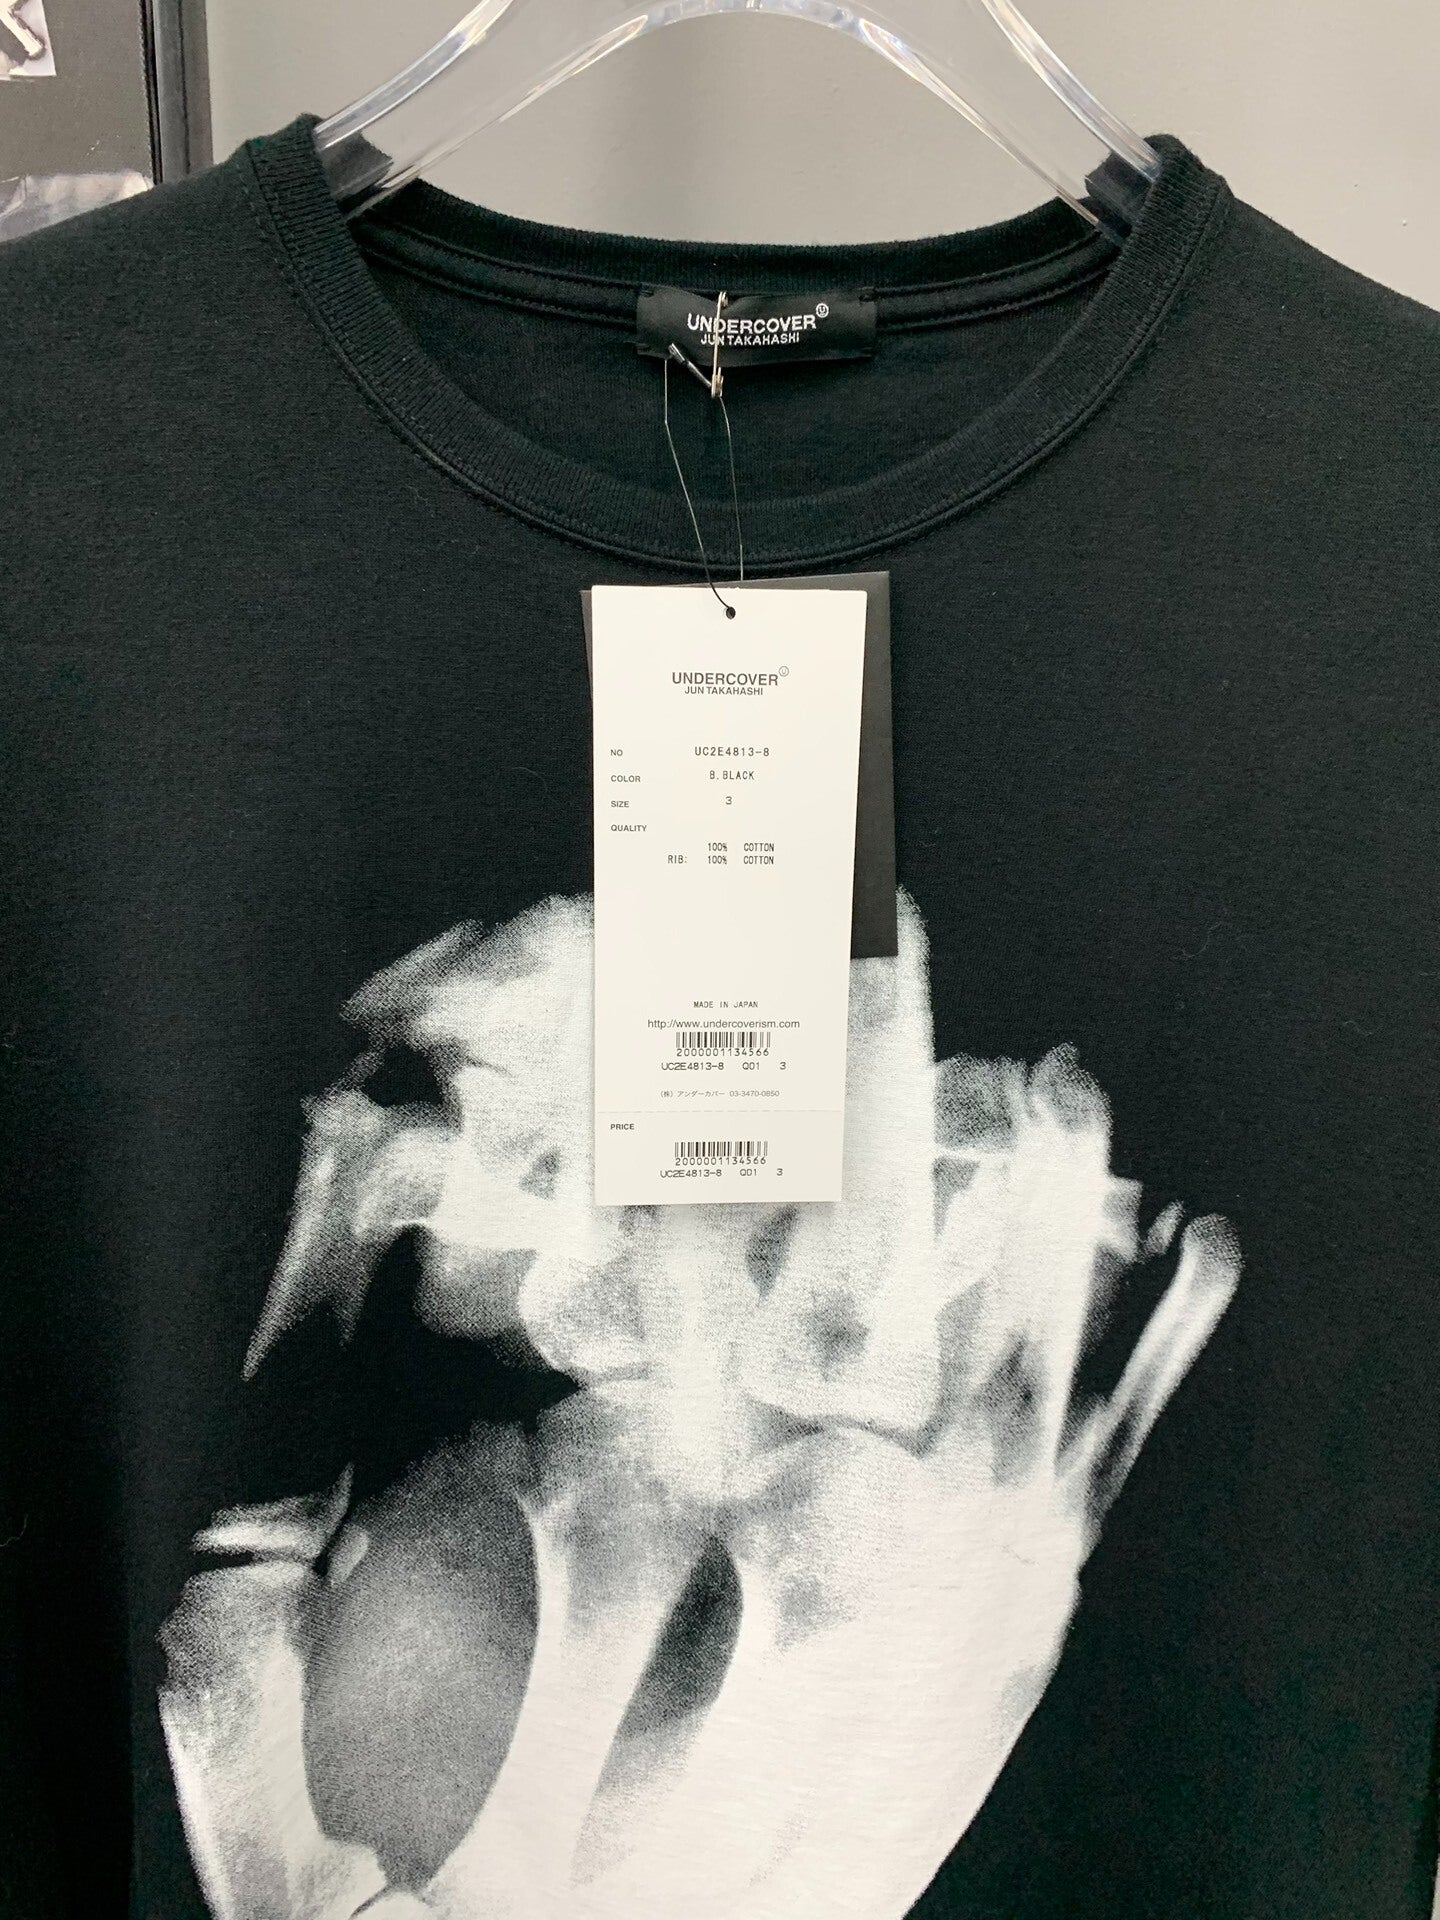 UNDERCOVER
JUN TAKAHASHI
UNDERCOVER
JUN TAKAHASHI
NO UC2E4813-8
COLOR B.BLACK
SIZE 3
QUALITY
100% COTTON
RIB: 100% COTTON
MADE IN JAPAN
http://www.undercoverism.com
2000001134566
UC2E4813-8 Q01 3
(株) アンダーカバー 03-3470-0850
PRICE
2000001134566
UC2E4813-8 Q01 3